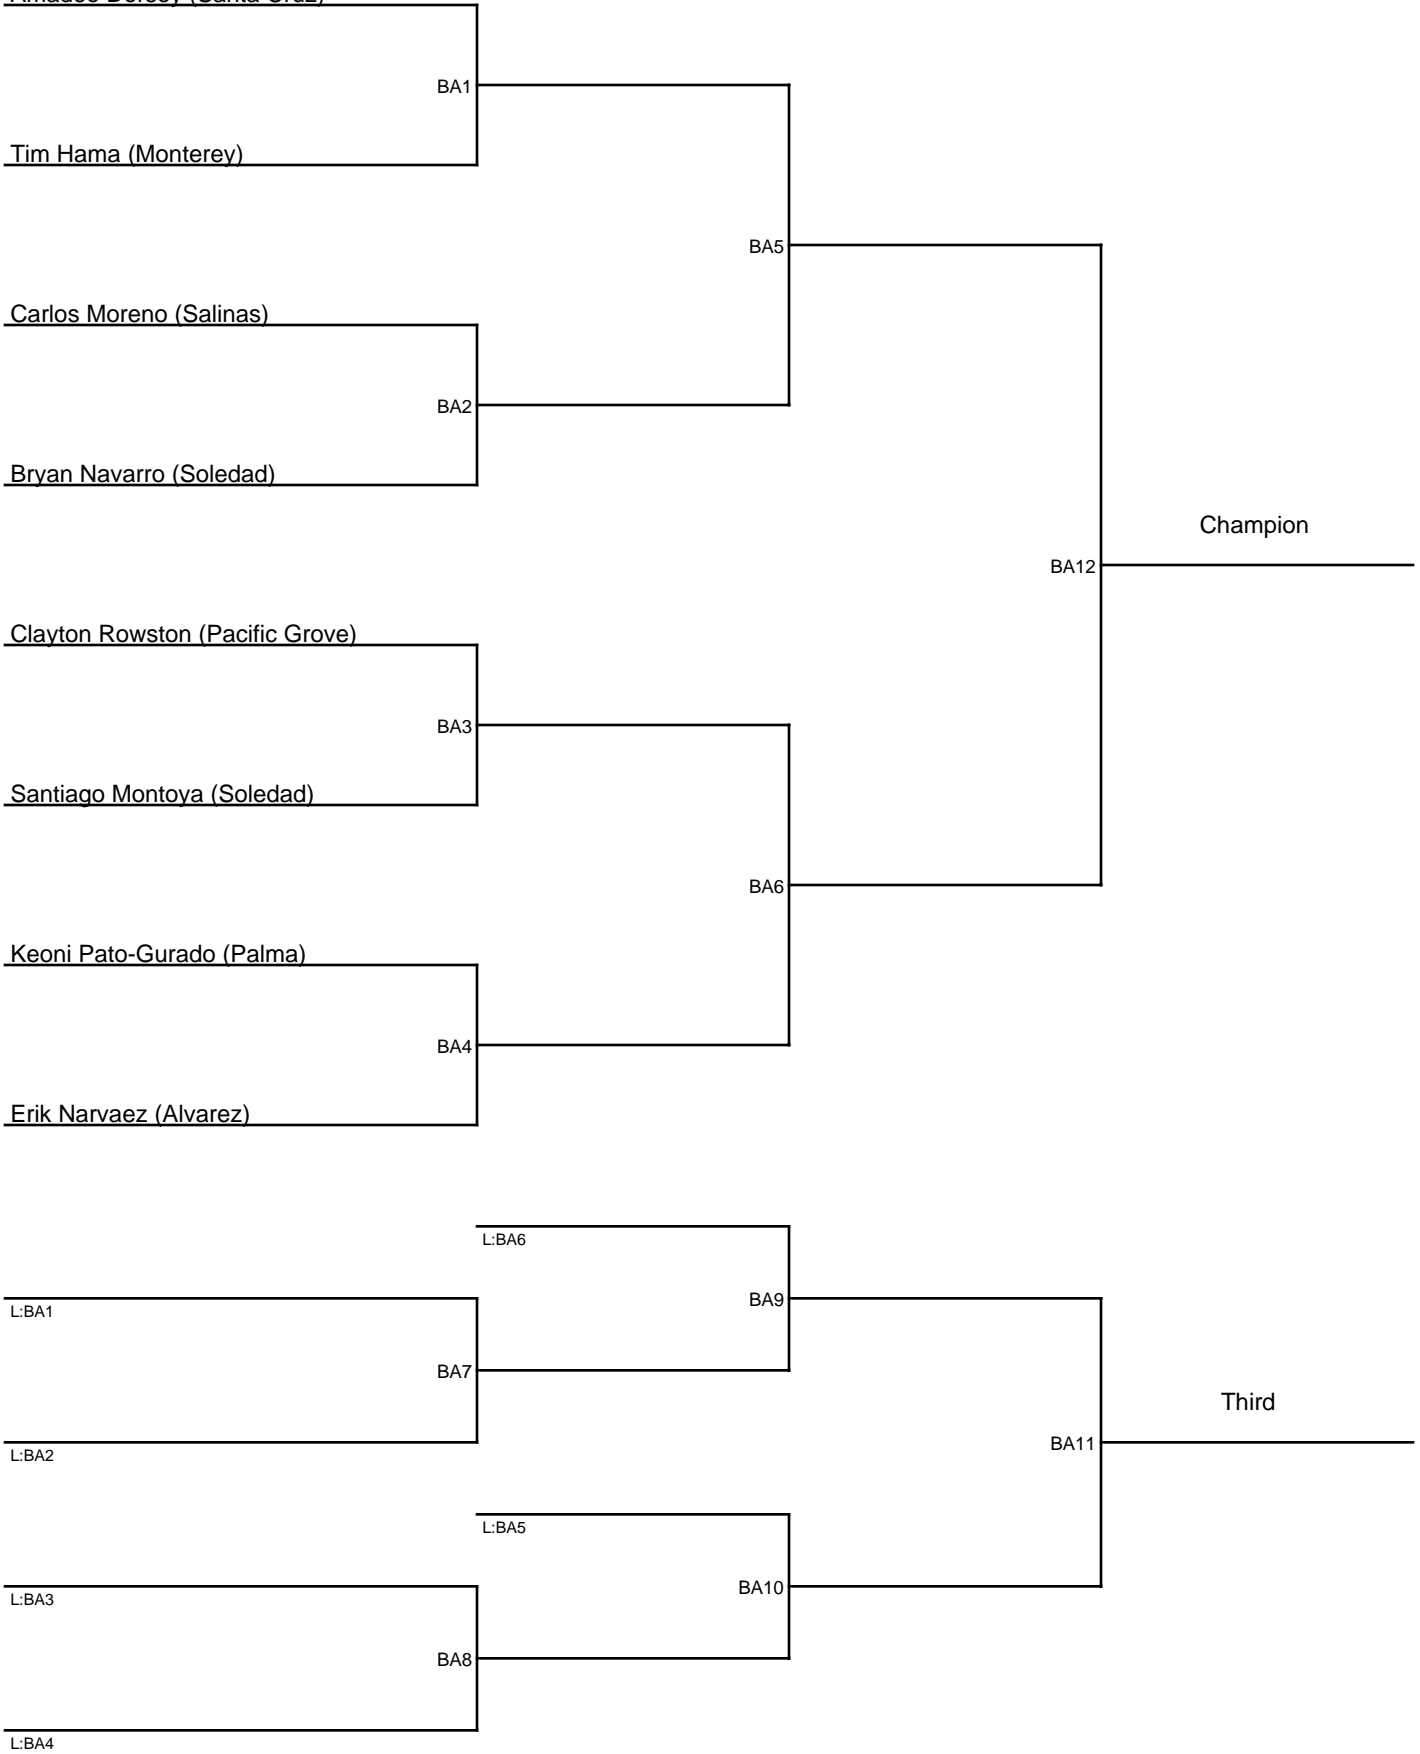 (Santa Cruz)
BA1
Tim Hama (Monterey)
BA5
Carlos Moreno (Salinas)
BA2
Bryan Navarro (Soledad)
Champion
BA12
Clayton Rowston (Pacific Grove)
BA3
Santiago Montoya (Soledad)
BA6
Keoni Pato-Gurado (Palma)
BA4
Erik Narvaez (Alvarez)
L:BA6
L:BA1
BA9
BA7
Third
L:BA2
BA11
L:BA5
L:BA3
BA10
BA8
L:BA4